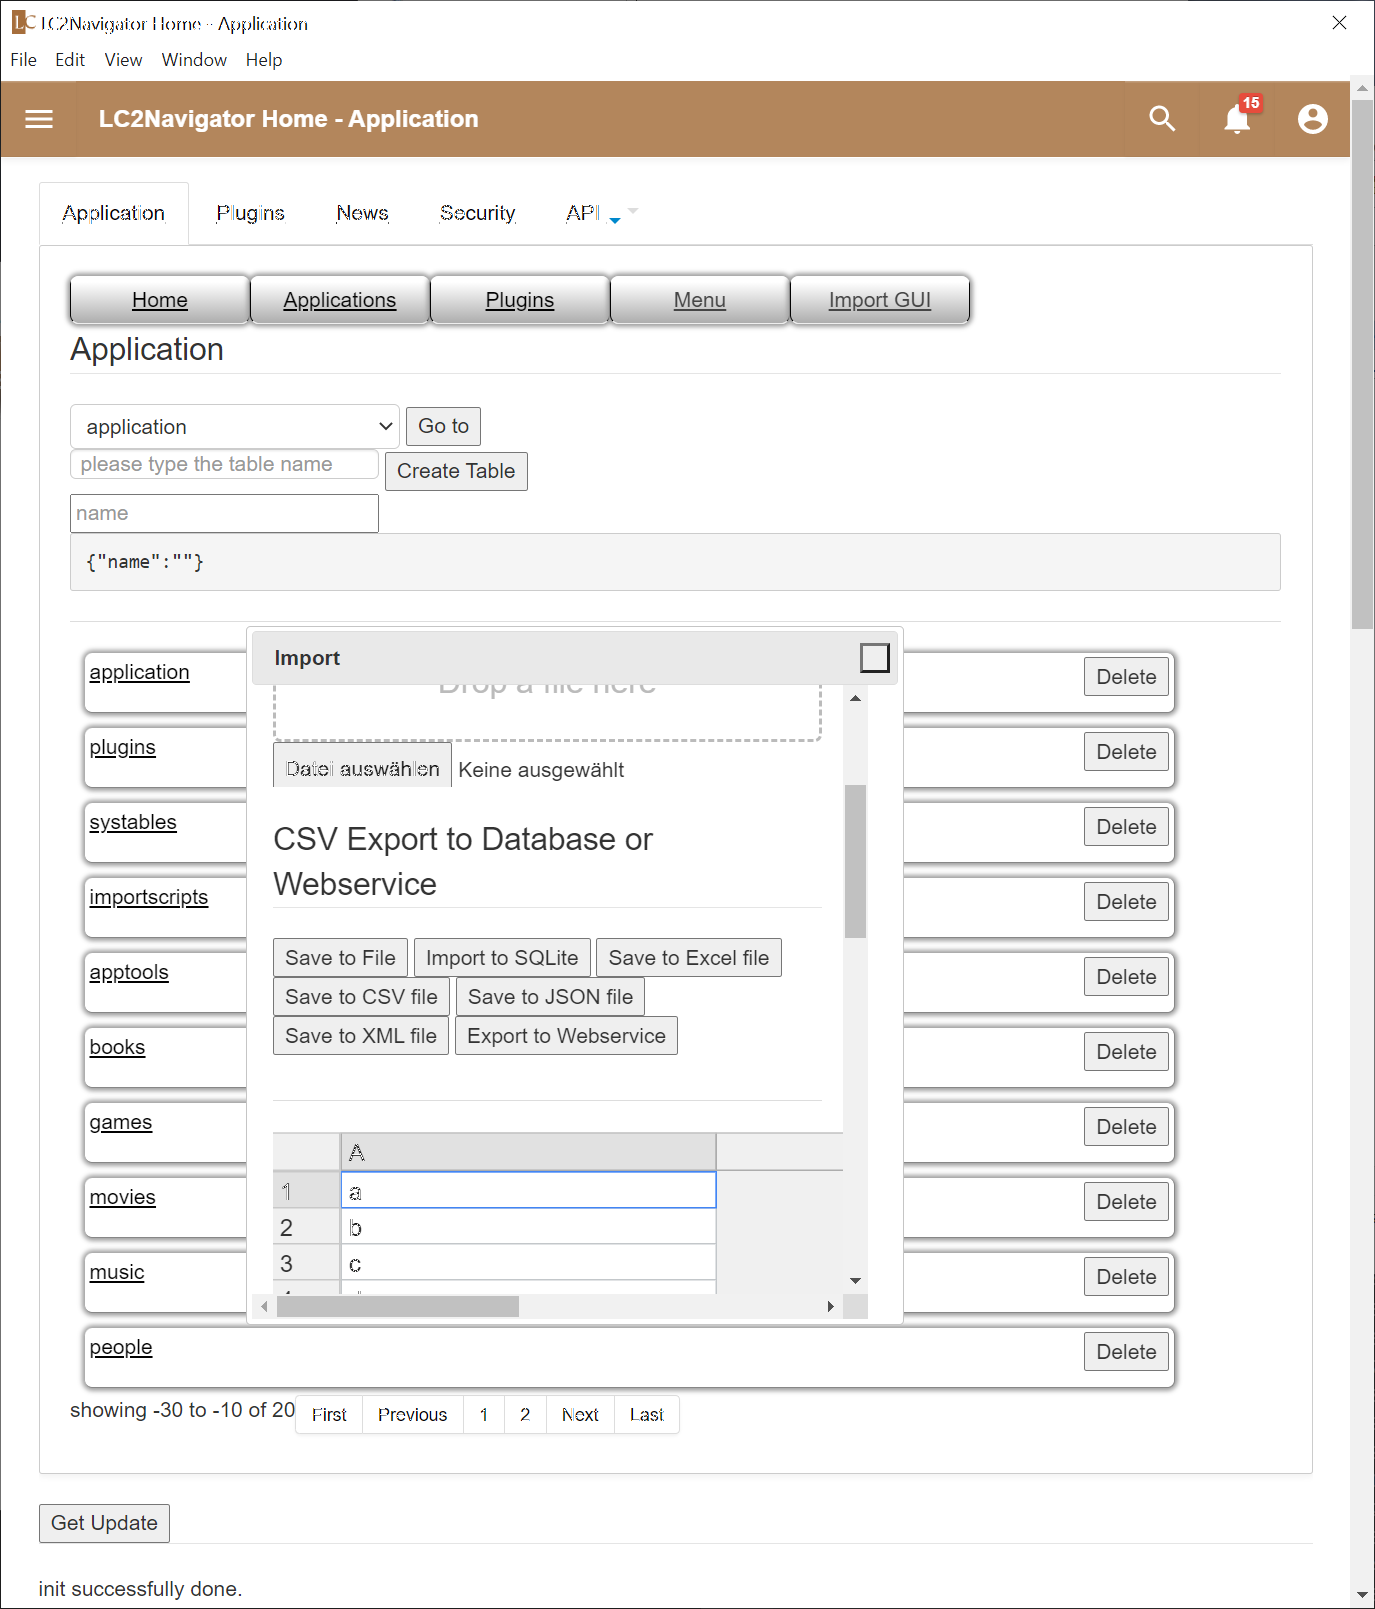 LC LC2Navigator Home - Application
File Edit View Window Help
LC2Navigator Home - Application
15
Application Plugins News Security API
Home Applications Plugins Menu Import GUI
Application
application Go to
please type the table name Create Table
name
{"name":""}
Import
Drop a file here
Datei auswählen Keine ausgewählt
CSV Export to Database or
Webservice
Save to File Import to SQLite Save to Excel file
Save to CSV file Save to JSON file
Save to XML file Export to Webservice
A
1 a
2 b
3 c
application Delete
plugins Delete
systables Delete
importscripts Delete
apptools Delete
books Delete
games Delete
movies Delete
music Delete
people Delete
showing -30 to -10 of 20 First Previous 1 2 Next Last
Get Update
init successfully done.